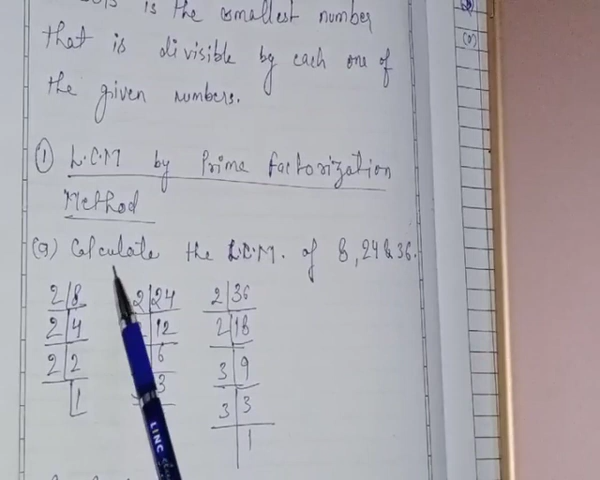 is the smallest number
that is divisible by each one of
the given numbers.
① L.C.M by Prime factorization
Method
(a) Calculate the L.C.M. of 8, 24 & 36.
2|8 2|24 2|36
2|4 |12 2|18
2|2 |6 3|9
|1 |3 3|3
|1
LINC